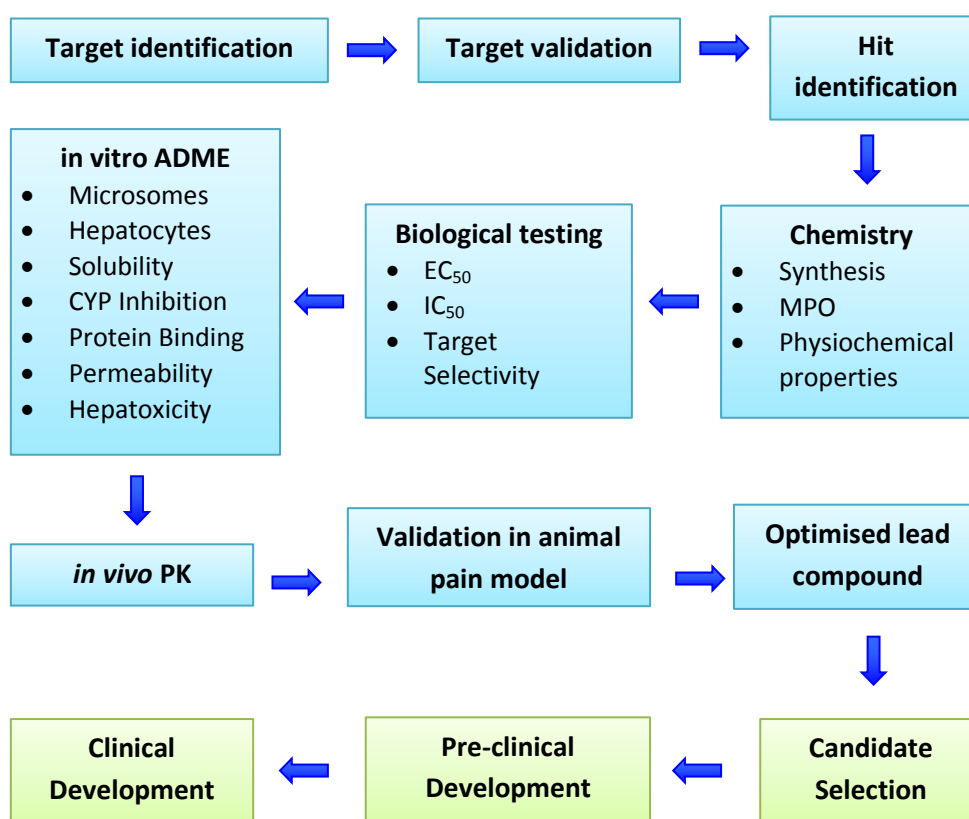 Target identification
Target validation
Hit
identification
Chemistry
• Synthesis
• MPO
• Physiochemical
properties
Biological testing
• EC₅₀
• IC₅₀
• Target
Selectivity
in vitro ADME
• Microsomes
• Hepatocytes
• Solubility
• CYP Inhibition
• Protein Binding
• Permeability
• Hepatoxicity
in vivo PK
Validation in animal
pain model
Optimised lead
compound
Candidate
Selection
Pre-clinical
Development
Clinical
Development